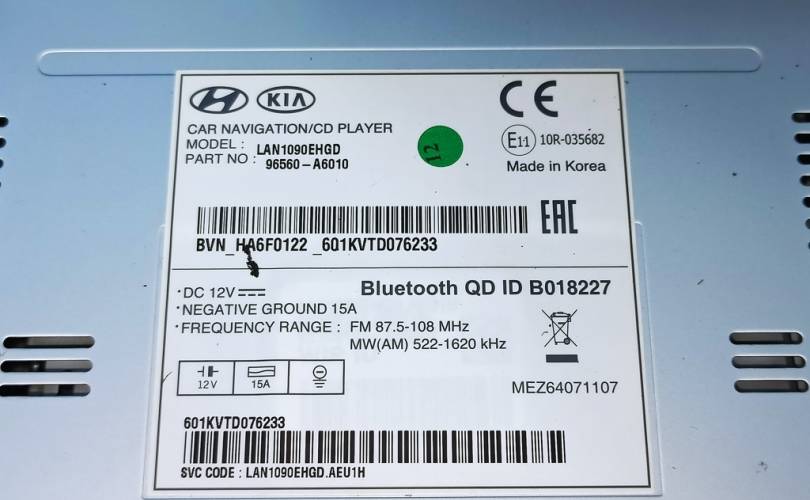 HYUNDAI KIA CE
CAR NAVIGATION/CD PLAYER
MODEL : LAN1090EHGD
PART NO : 96560-A6010
12
E11 10R-035682
Made in Korea
EAC
BVN_HA6F0122_601KVTD076233
·DC 12V
·NEGATIVE GROUND 15A
·FREQUENCY RANGE : FM 87.5-108 MHz
MW(AM) 522-1620 kHz
Bluetooth QD ID B018227
12V 15A
MEZ64071107
601KVTD076233
SVC CODE : LAN1090EHGD.AEU1H